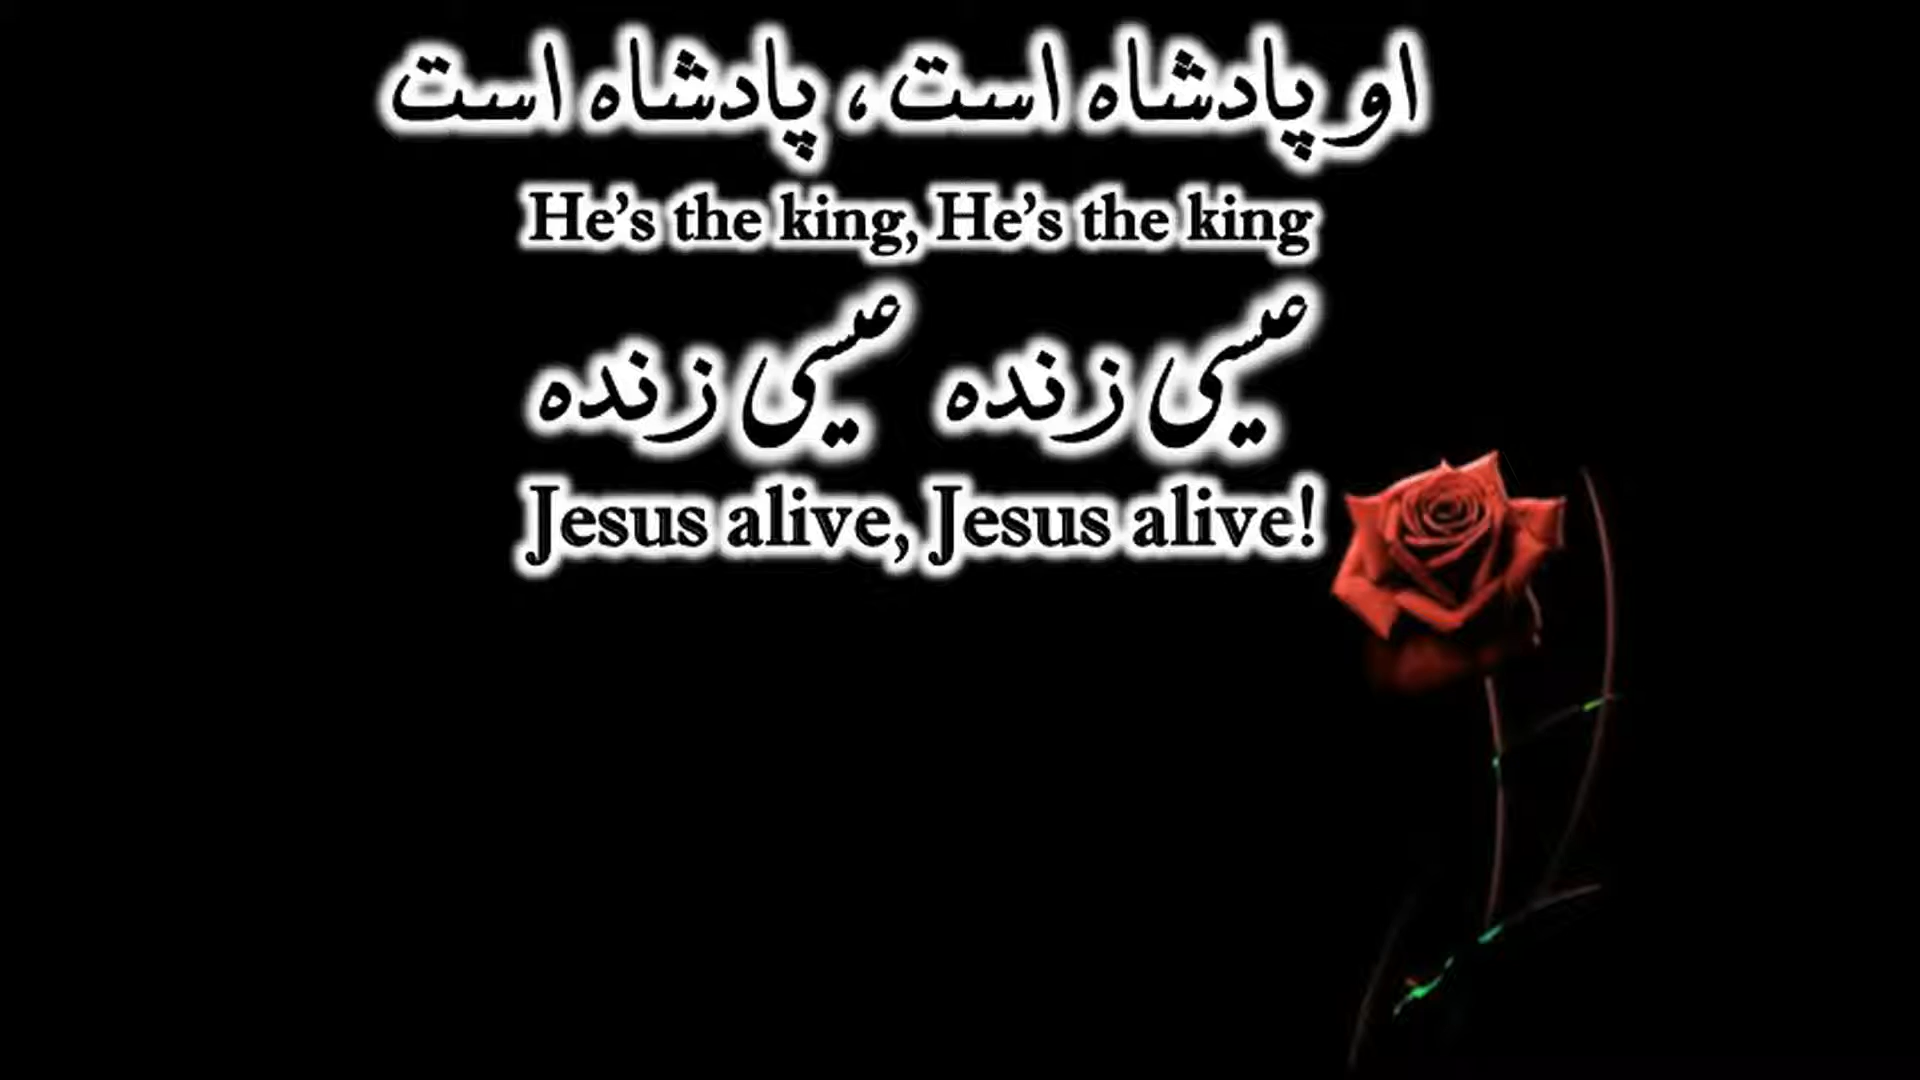 او پادشاه است، پادشاه است
He’s the king, He’s the king
عیسی زنده عیسی زنده
Jesus alive, Jesus alive!